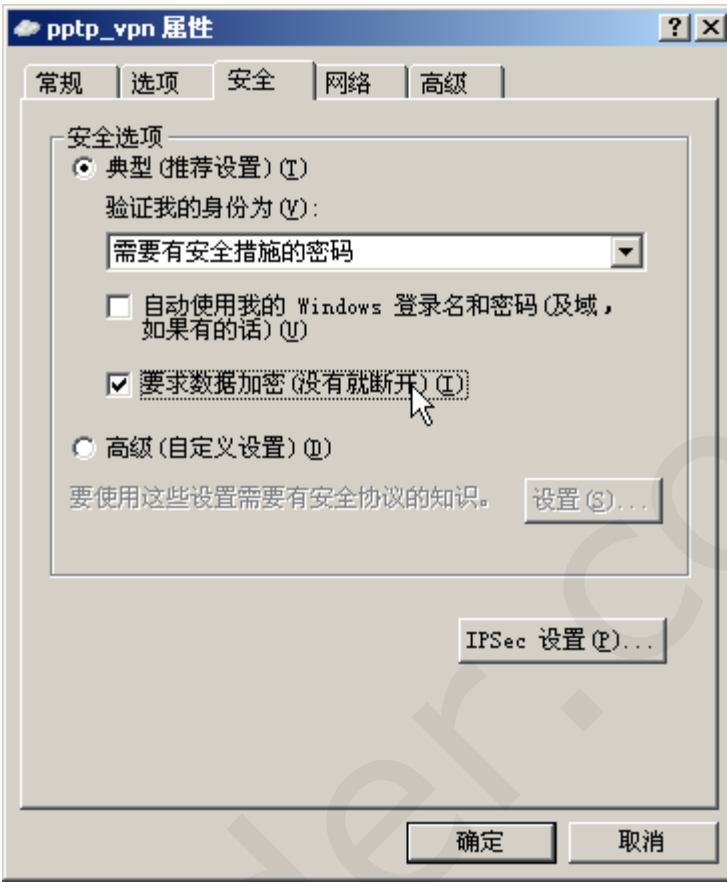 pptp_vpn 属性
常规 选项 安全 网络 高级
安全选项
典型(推荐设置)(T)
验证我的身份为(V):
需要有安全措施的密码
自动使用我的 Windows 登录名和密码(及域，
如果有的话)(U)
要求数据加密(没有就断开)(I)
高级(自定义设置)(D)
要使用这些设置需要有安全协议的知识。 设置(S)...
IPSec 设置(P)...
确定 取消
der.co